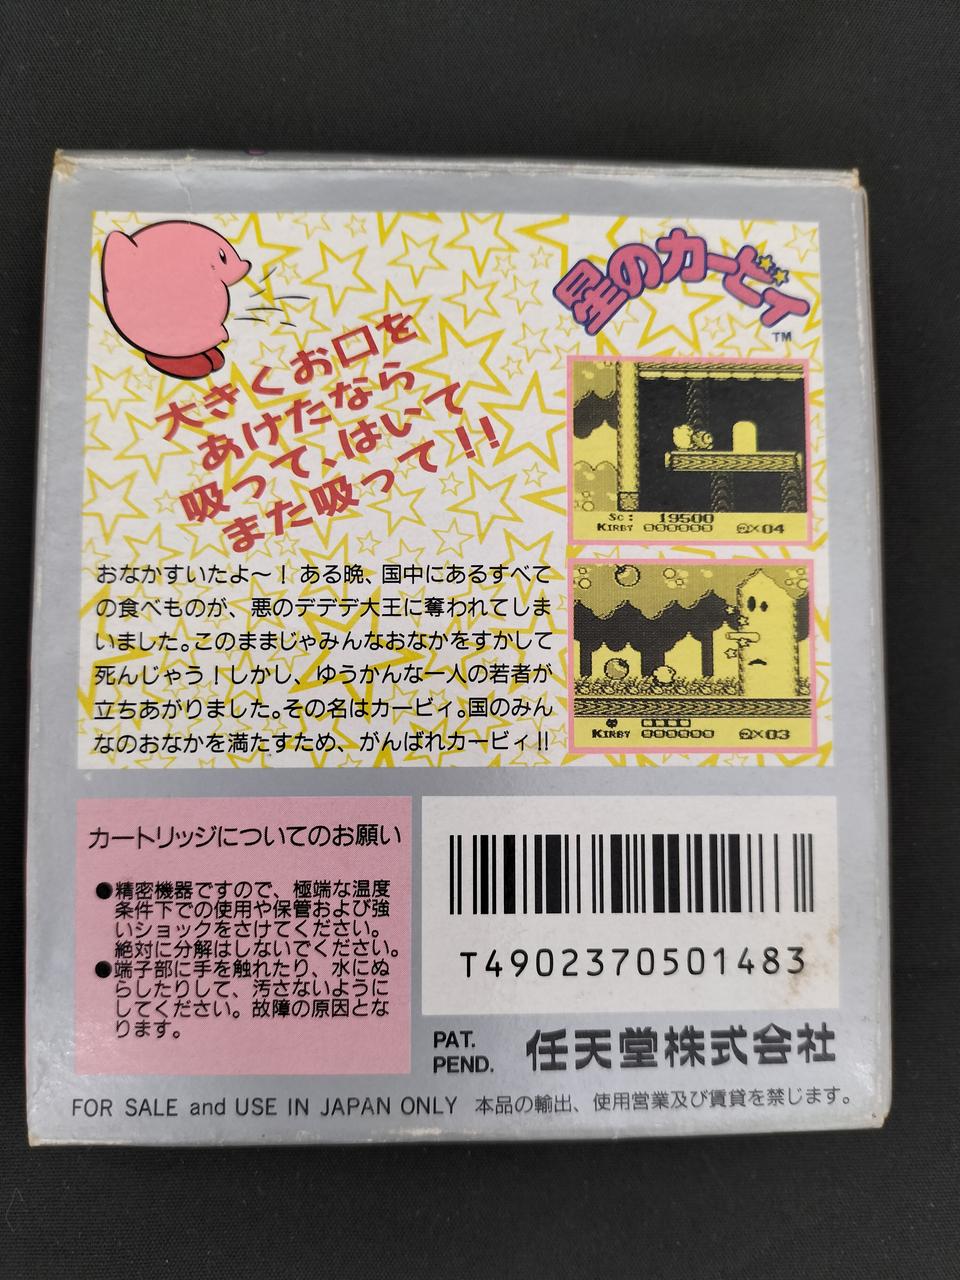 星のカービィ
TM
大きくお口を
あけたなら
吸って、はいて
また吸って!!
Sc: 19500
KIRBY ×04
KIRBY ×03
おなかすいたよ〜！ある晩、国中にあるすべて
の食べものが、悪のデデデ大王に奪われてしま
いました。このままじゃみんなおなかをすかして
死んじゃう！しかし、ゆうかんな一人の若者が
立ちあがりました。その名はカービィ。国のみん
なのおなかを満たすため、がんばれカービィ!!
カートリッジについてのお願い
●精密機器ですので、極端な温度
条件下での使用や保管および強
いショックをさけてください。
絶対に分解はしないでください。
●端子部に手を触れたり、水にぬ
らしたりして、汚さないように
してください。故障の原因とな
ります。
T4902370501483
PAT.
PEND.
任天堂株式会社
FOR SALE and USE IN JAPAN ONLY 本品の輸出、使用営業及び賃貸を禁じます。